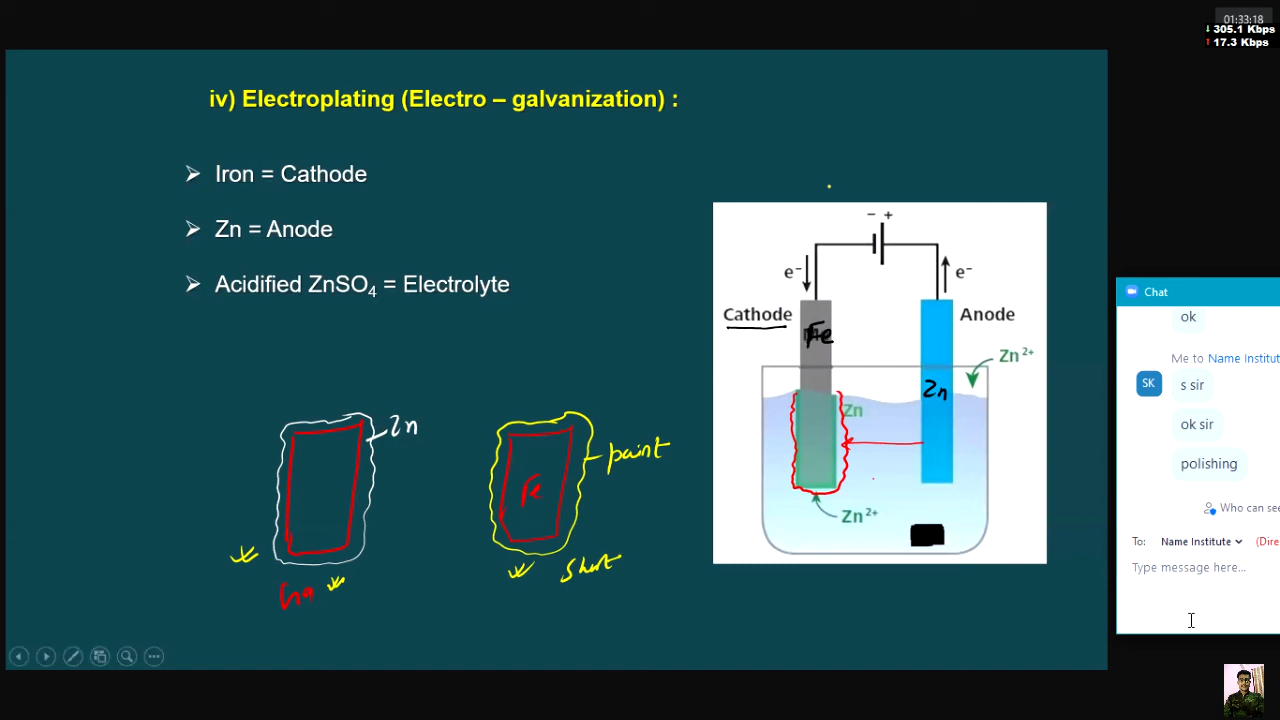 01:33:18
↓ 305.1 Kbps
↑ 17.3 Kbps
iv) Electroplating (Electro – galvanization) :
➢ Iron = Cathode
➢ Zn = Anode
➢ Acidified ZnSO₄ = Electrolyte
− +
e⁻
e⁻
Cathode
Anode
Fe
Zn²⁺
Zn
Zn
Zn²⁺
Zn
paint
Fe
Chat
ok
Me to Name Institut
SK
s sir
ok sir
polishing
Who can see
To: Name Institute
(Dire
Type message here...